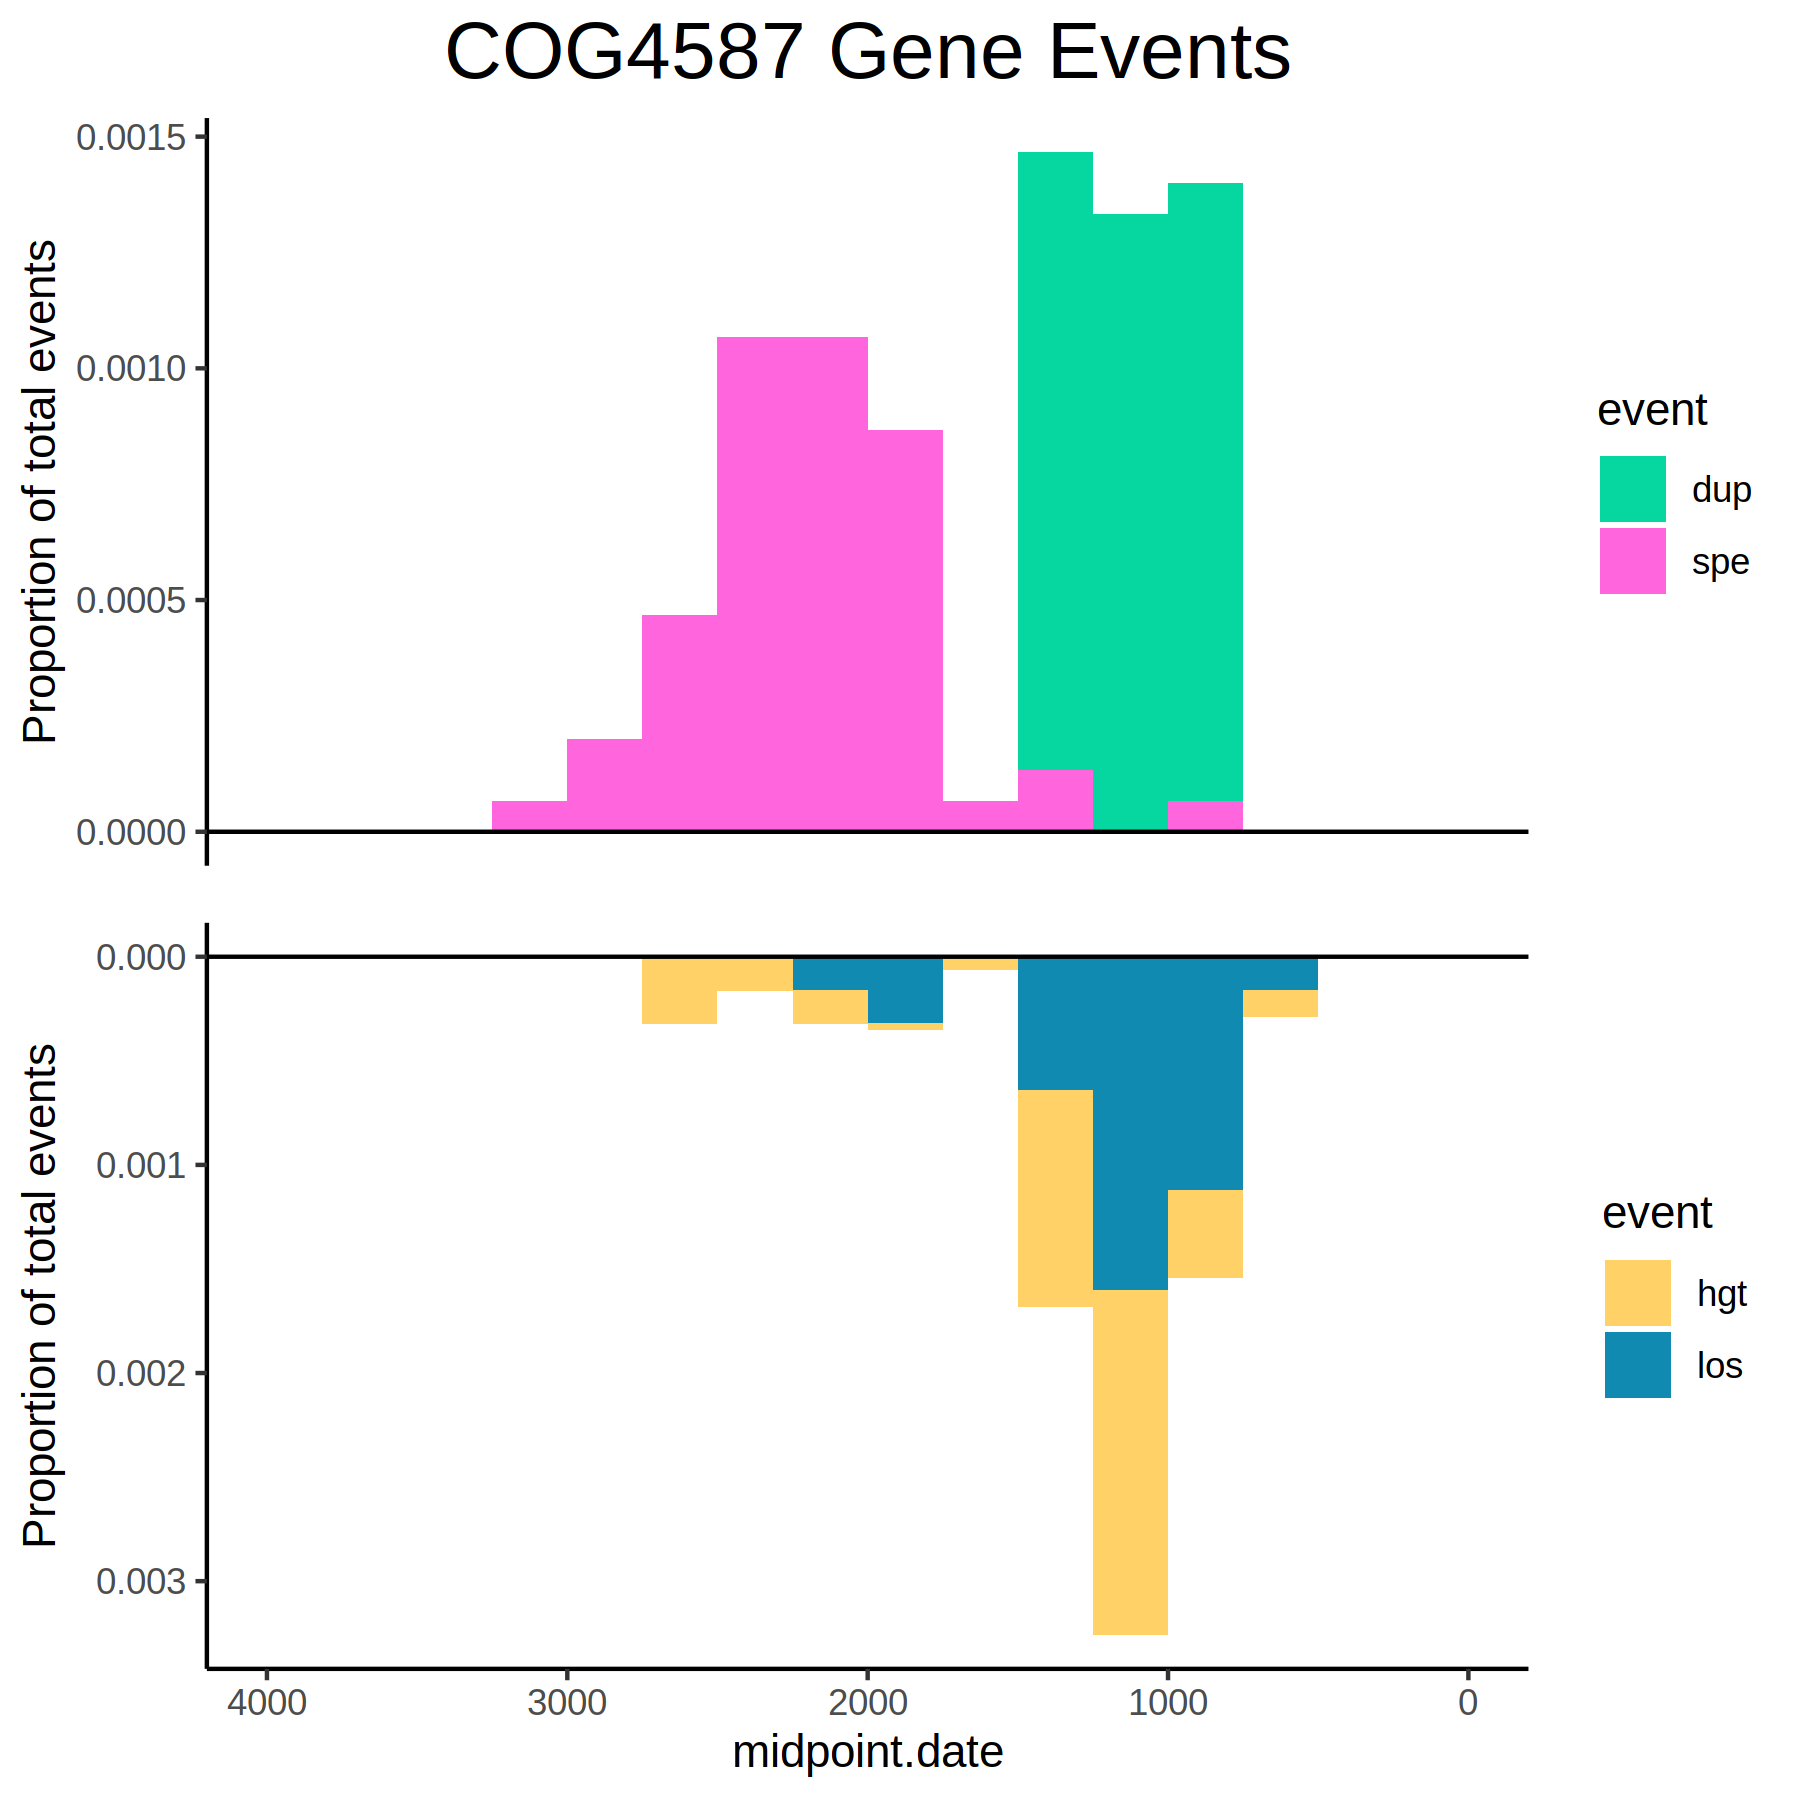 COG4587 Gene Events
Proportion of total events
0.0015
0.0010
0.0005
0.0000
event
dup
spe
Proportion of total events
0.000
0.001
0.002
0.003
event
hgt
los
4000 3000 2000 1000 0
midpoint.date